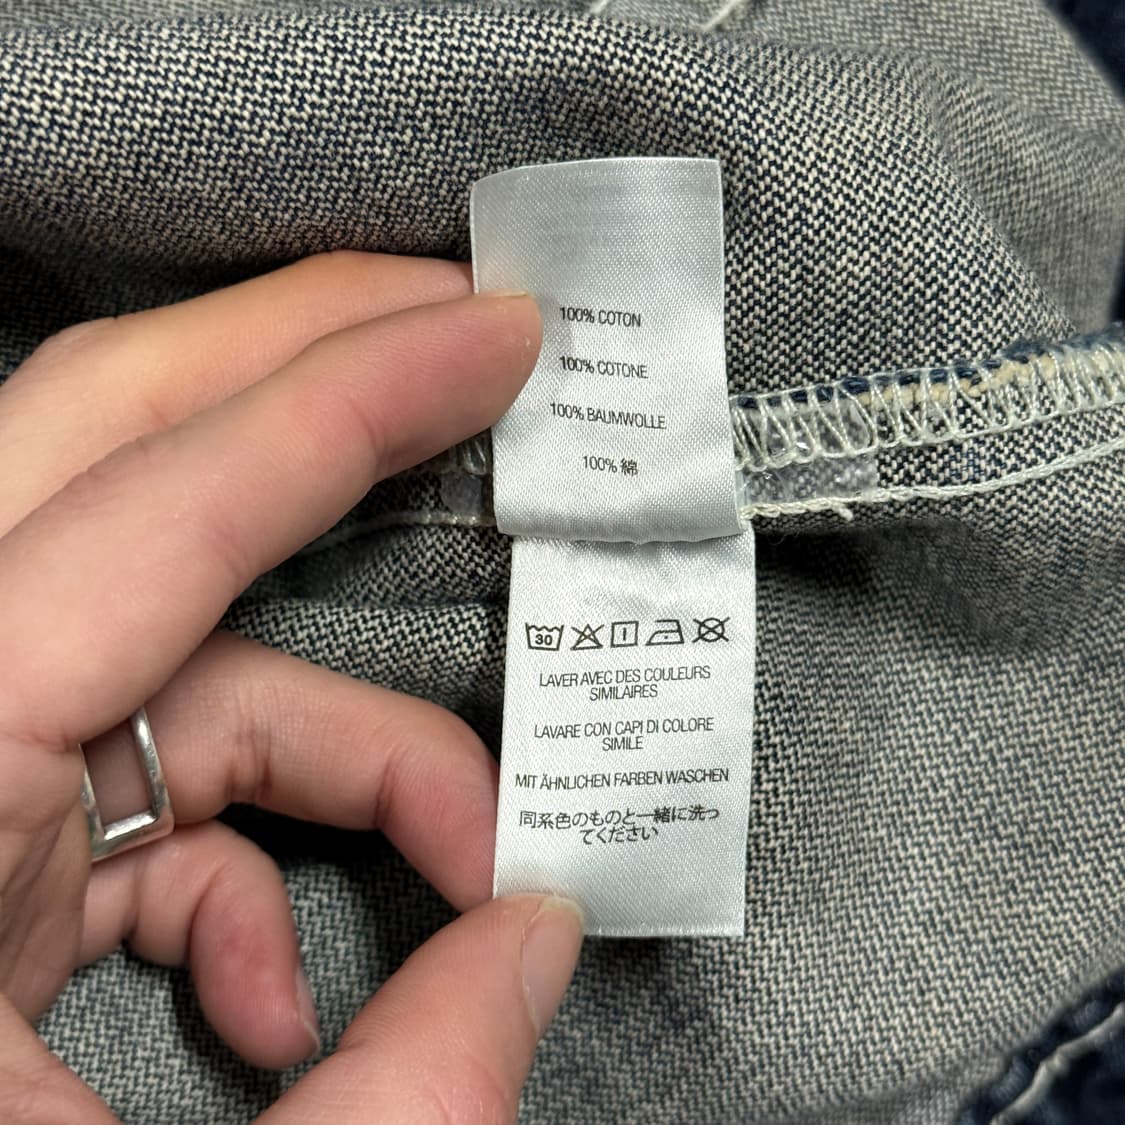 100% COTON
100% COTONE
100% BAUMWOLLE
100% 綿
30
LAVER AVEC DES COULEURS
SIMILAIRES
LAVARE CON CAPI DI COLORE
SIMILE
MIT ÄHNLICHEN FARBEN WASCHEN
同系色のものと一緒に洗っ
てください